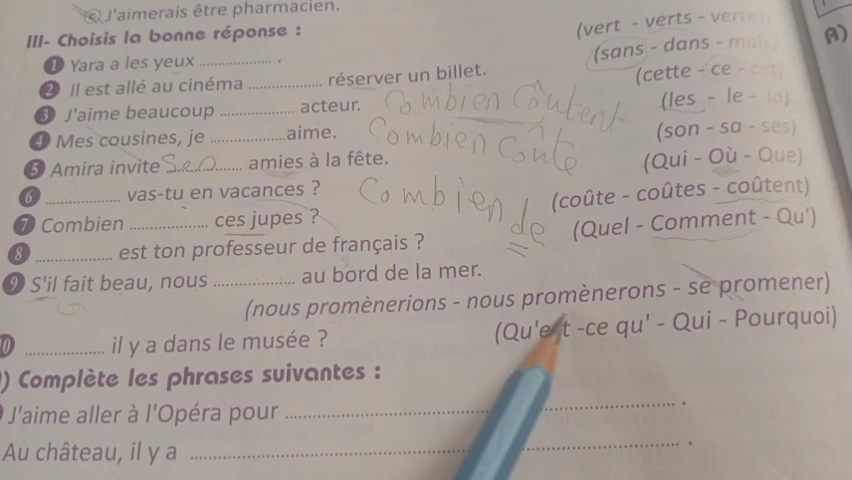 C J'aimerais être pharmacien.
III- Choisis la bonne réponse :
1 Yara a les yeux .................. . (vert - verts - vertes)
2 Il est allé au cinéma .................. réserver un billet. (sans - dans - mais)
3 J'aime beaucoup .................. acteur. (cette - ce - cet)
4 Mes cousines, je ..................aime. (les - le - la)
5 Amira invite .................. amies à la fête. (son - sa - ses)
6 .................. vas-tu en vacances ? (Qui - Où - Que)
7 Combien .................. ces jupes ? (coûte - coûtes - coûtent)
8 .................. est ton professeur de français ? (Quel - Comment - Qu')
9 S'il fait beau, nous .................. au bord de la mer.
(nous promènerions - nous promènerons - se promener)
.................. il y a dans le musée ? (Qu'est -ce qu' - Qui - Pourquoi)
) Complète les phrases suivantes :
J'aime aller à l'Opéra pour .................. .
Au château, il y a .................. .
Combien coûtent
Combien coûte
Combien de
A)